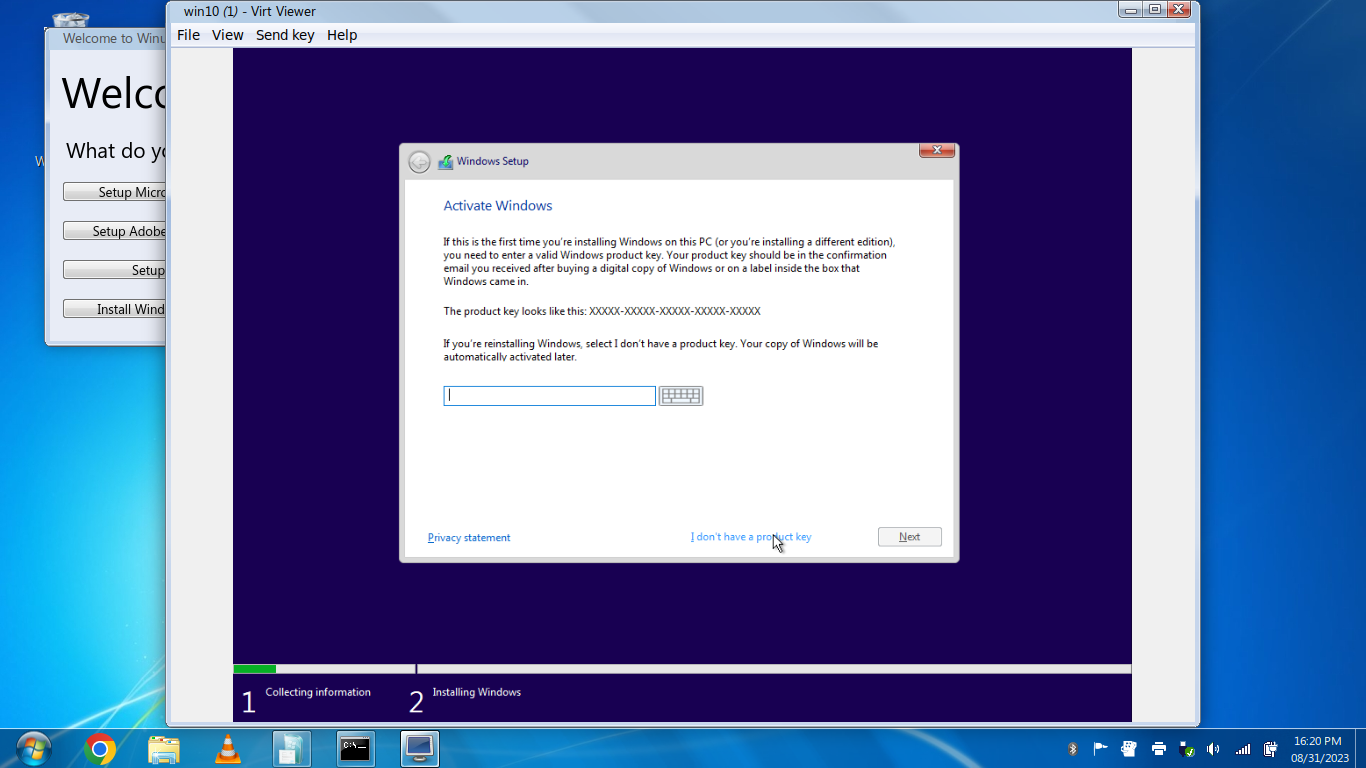 win10 (1) - Virt Viewer
File View Send key Help
Welcome to Winu
Welco
What do yo
Setup Micro
Setup Adobe
Setup
Install Wind
W
Windows Setup
Activate Windows
If this is the first time you're installing Windows on this PC (or you're installing a different edition),
you need to enter a valid Windows product key. Your product key should be in the confirmation
email you received after buying a digital copy of Windows or on a label inside the box that
Windows came in.
The product key looks like this: XXXXX-XXXXX-XXXXX-XXXXX-XXXXX
If you're reinstalling Windows, select I don't have a product key. Your copy of Windows will be
automatically activated later.
Privacy statement
I don't have a product key
Next
1 Collecting information
2 Installing Windows
C:\
16:20 PM
08/31/2023